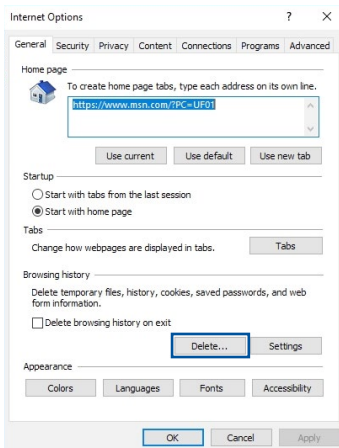 Internet Options ? X
General Security Privacy Content Connections Programs Advanced
Home page
To create home page tabs, type each address on its own line.
https://www.msn.com/?PC=UF01
Use current Use default Use new tab
Startup
Start with tabs from the last session
Start with home page
Tabs
Change how webpages are displayed in tabs. Tabs
Browsing history
Delete temporary files, history, cookies, saved passwords, and web
form information.
Delete browsing history on exit
Delete... Settings
Appearance
Colors Languages Fonts Accessibility
OK Cancel Apply